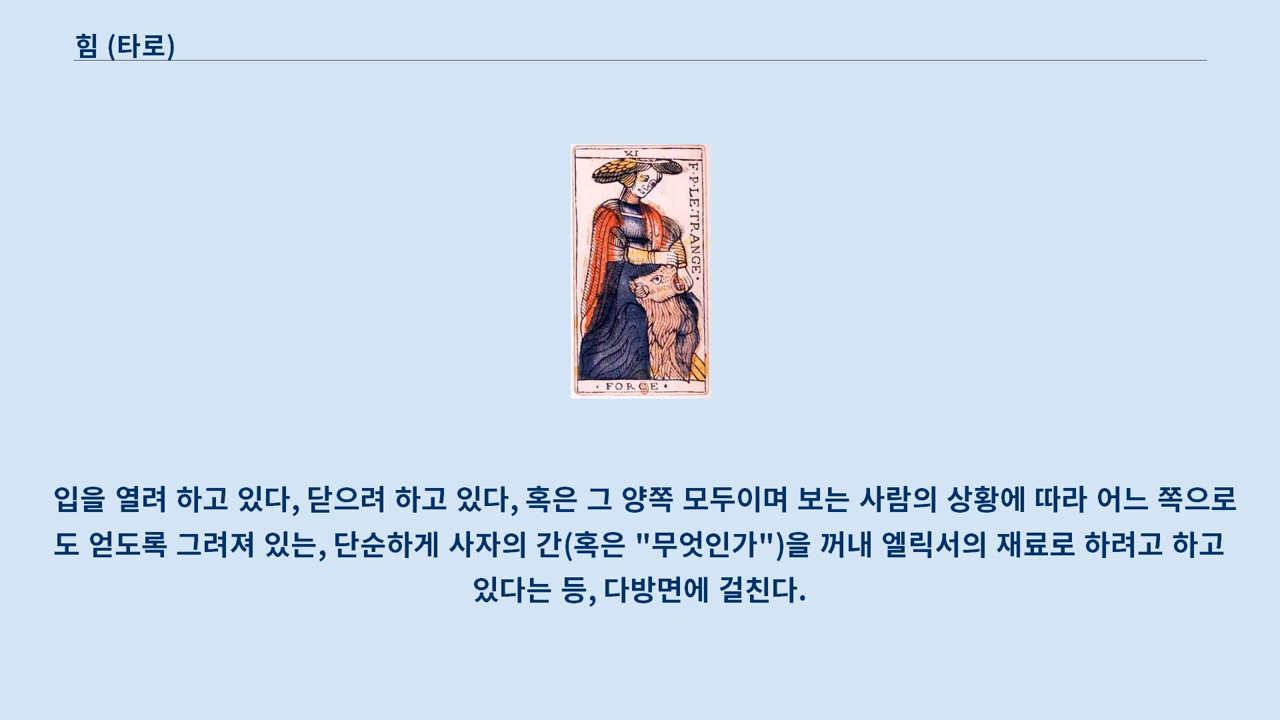 힘 (타로)
XI
F·P·LE·TRANGE·
· FORCE ·
입을 열려 하고 있다, 닫으려 하고 있다, 혹은 그 양쪽 모두이며 보는 사람의 상황에 따라 어느 쪽으로
도 얻도록 그려져 있는, 단순하게 사자의 간(혹은 "무엇인가")을 꺼내 엘릭서의 재료로 하려고 하고
있다는 등, 다방면에 걸친다.